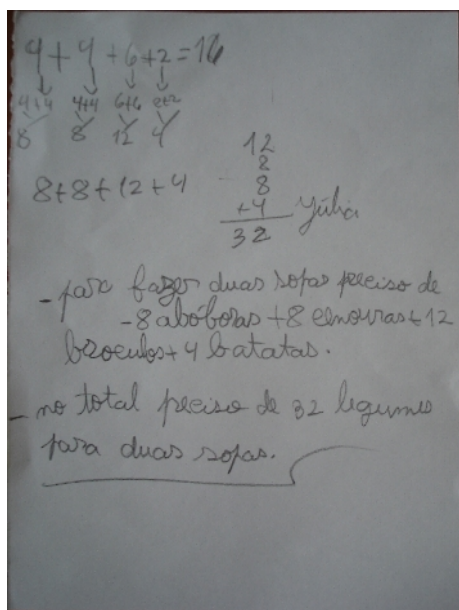 4+4+6+2=16
4+4 4+4 6+6 2+2
8 8 12 4
8+8+12+4
12
8
8
+4
32
Júlia
-para fazer duas sopas preciso de
-8 abóboras +8 cenouras +12
brócculos + 4 batatas.
-no total preciso de 32 legumes
para duas sopas.